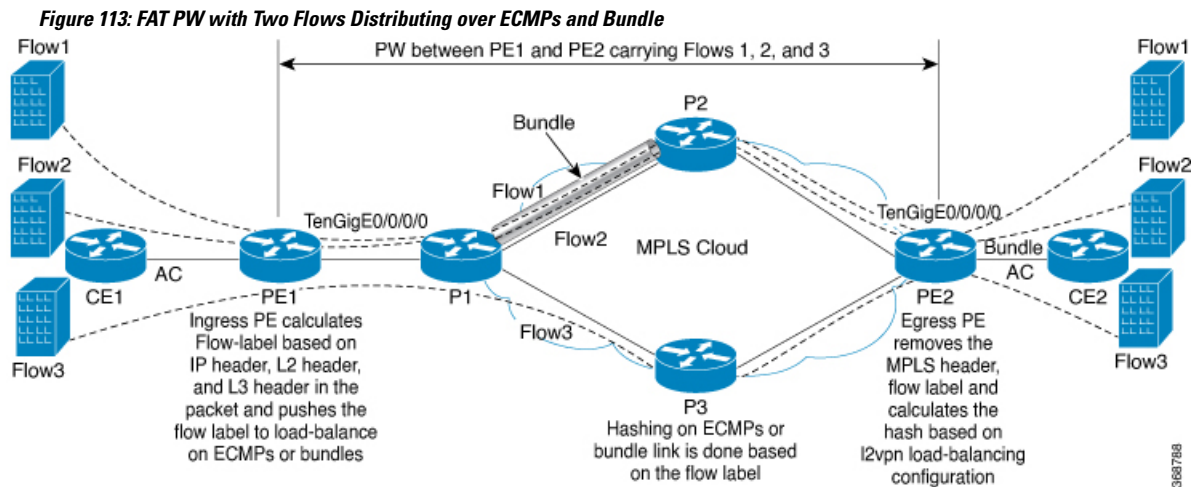 Figure 113: FAT PW with Two Flows Distributing over ECMPs and Bundle
Flow1
PW between PE1 and PE2 carrying Flows 1, 2, and 3
Flow1
P2
Bundle
Flow2
Flow1
Flow2
TenGigE0/0/0/0
Flow2
MPLS Cloud
TenGigE0/0/0/0
Bundle
AC
AC
CE1
PE1
P1
PE2
CE2
Flow3
Flow3
Flow3
Ingress PE calculates
Flow-label based on
IP header, L2 header,
and L3 header in the
packet and pushes the
flow label to load-balance
on ECMPs or bundles
P3
Hashing on ECMPs or
bundle link is done based
on the flow label
Egress PE
removes the
MPLS header,
flow label and
calculates the
hash based on
l2vpn load-balancing
configuration
368788